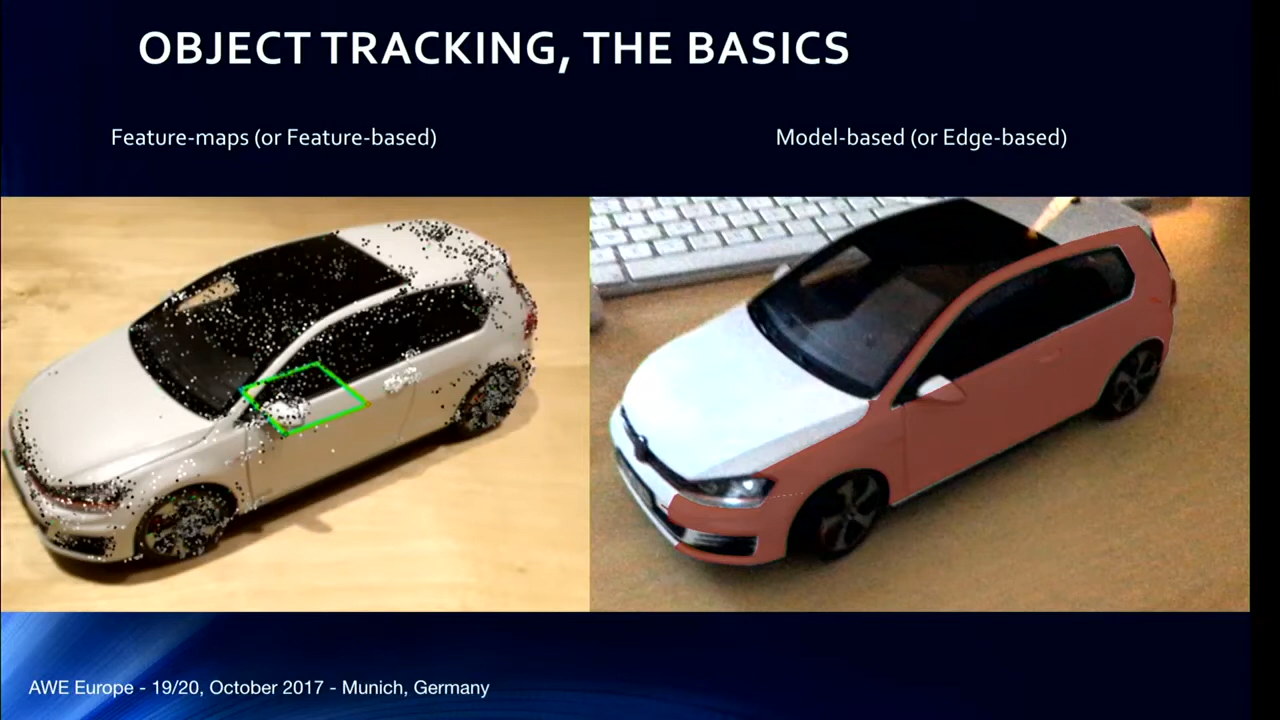 OBJECT TRACKING, THE BASICS
Feature-maps (or Feature-based)
Model-based (or Edge-based)
AWE Europe - 19/20, October 2017 - Munich, Germany